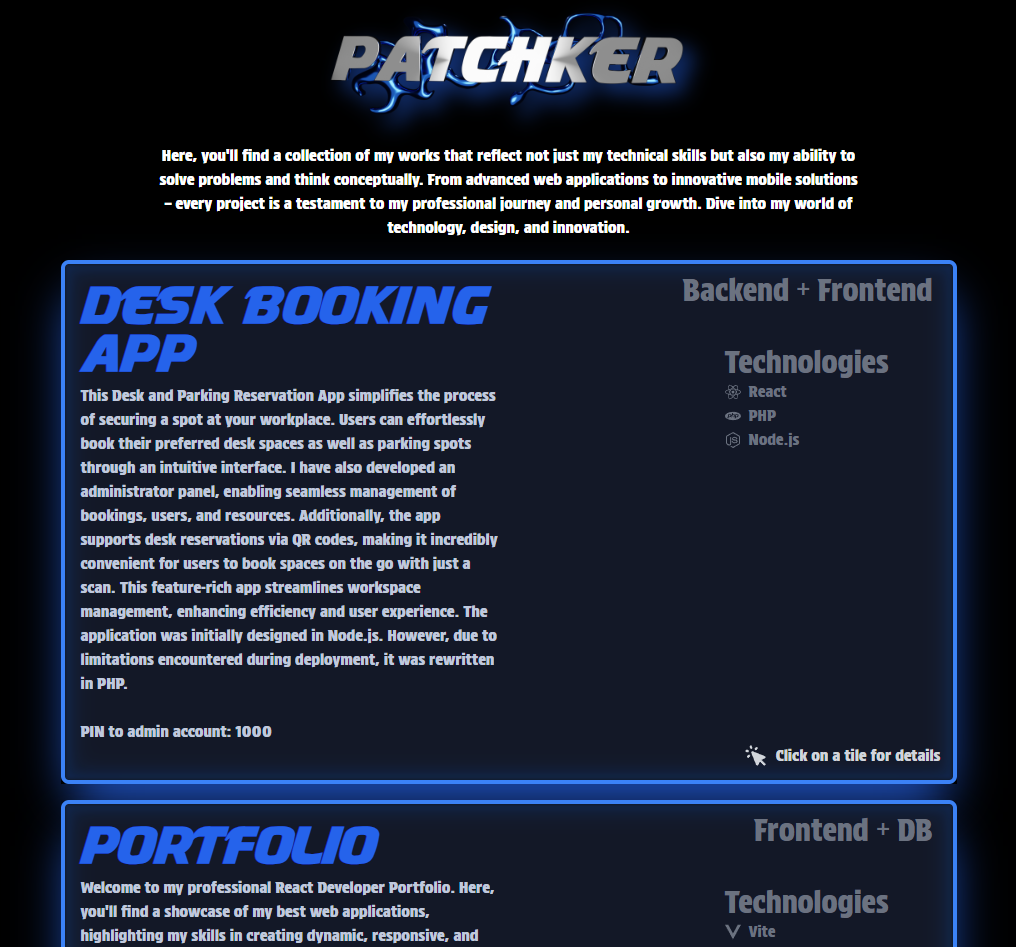 PATCHKER
Here, you'll find a collection of my works that reflect not just my technical skills but also my ability to
solve problems and think conceptually. From advanced web applications to innovative mobile solutions
– every project is a testament to my professional journey and personal growth. Dive into my world of
technology, design, and innovation.
DESK BOOKING
APP
This Desk and Parking Reservation App simplifies the process
of securing a spot at your workplace. Users can effortlessly
book their preferred desk spaces as well as parking spots
through an intuitive interface. I have also developed an
administrator panel, enabling seamless management of
bookings, users, and resources. Additionally, the app
supports desk reservations via QR codes, making it incredibly
convenient for users to book spaces on the go with just a
scan. This feature-rich app streamlines workspace
management, enhancing efficiency and user experience. The
application was initially designed in Node.js. However, due to
limitations encountered during deployment, it was rewritten
in PHP.
PIN to admin account: 1000
Backend + Frontend
Technologies
React
PHP
Node.js
Click on a tile for details
PORTFOLIO
Welcome to my professional React Developer Portfolio. Here,
you'll find a showcase of my best web applications,
highlighting my skills in creating dynamic, responsive, and
Frontend + DB
Technologies
Vite